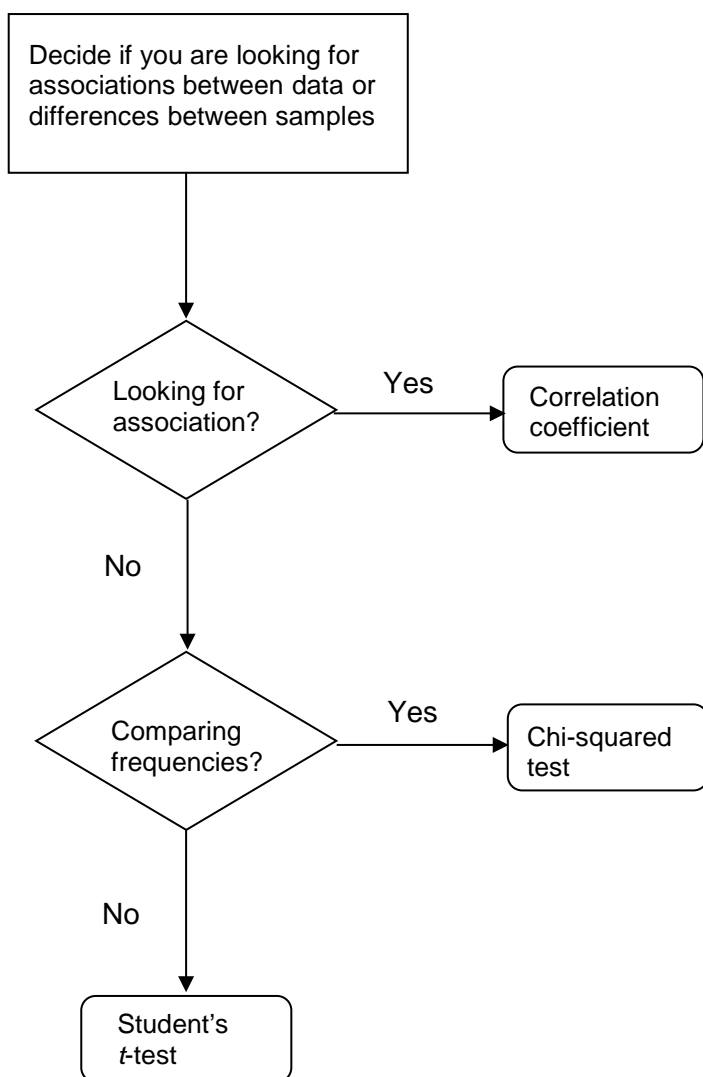 Decide if you are looking for
associations between data or
differences between samples
Looking for
association?
Yes
Correlation
coefficient
No
Comparing
frequencies?
Yes
Chi-squared
test
No
Student’s
t-test